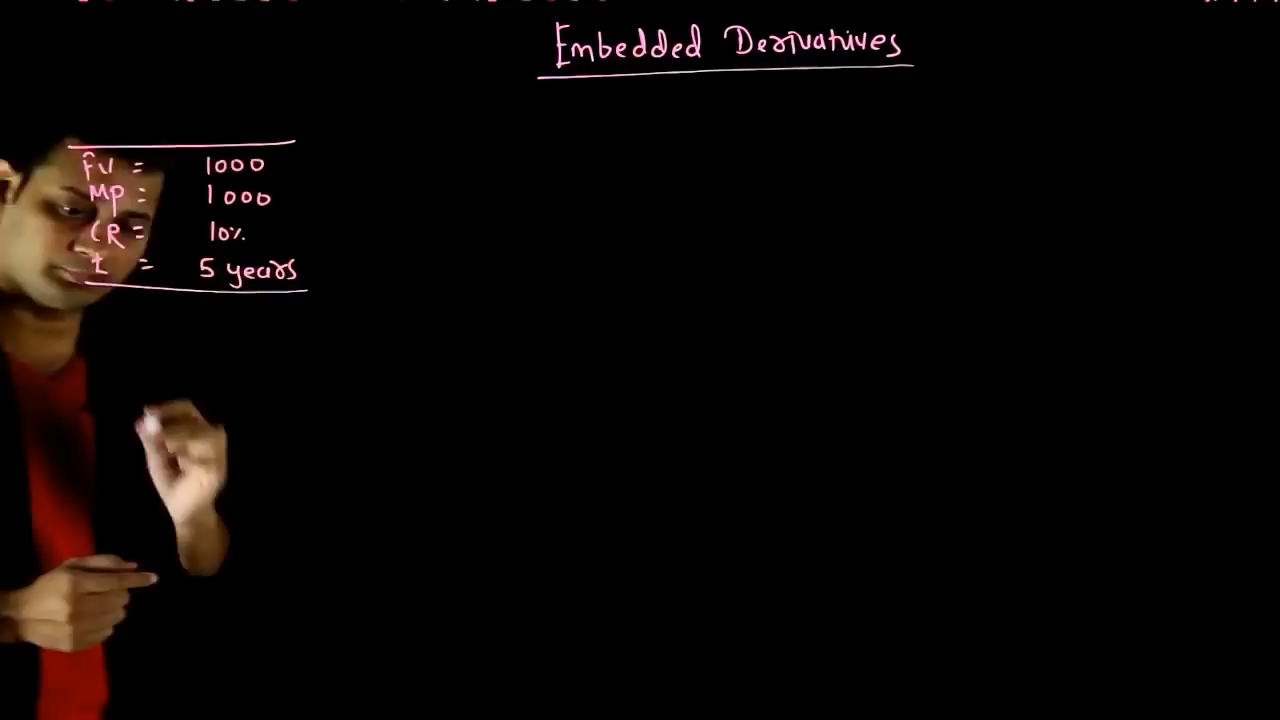 Embedded Derivatives
FV = 1000
MP = 1000
CR = 10%
t = 5 years